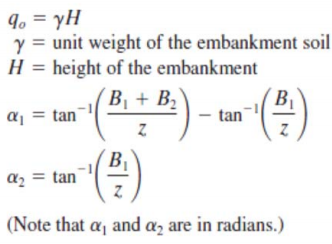 qₒ = γH
γ = unit weight of the embankment soil
H = height of the embankment
α₁ = tan⁻¹((B₁ + B₂)/z) − tan⁻¹(B₁/z)
α₂ = tan⁻¹(B₁/z)
(Note that α₁ and α₂ are in radians.)